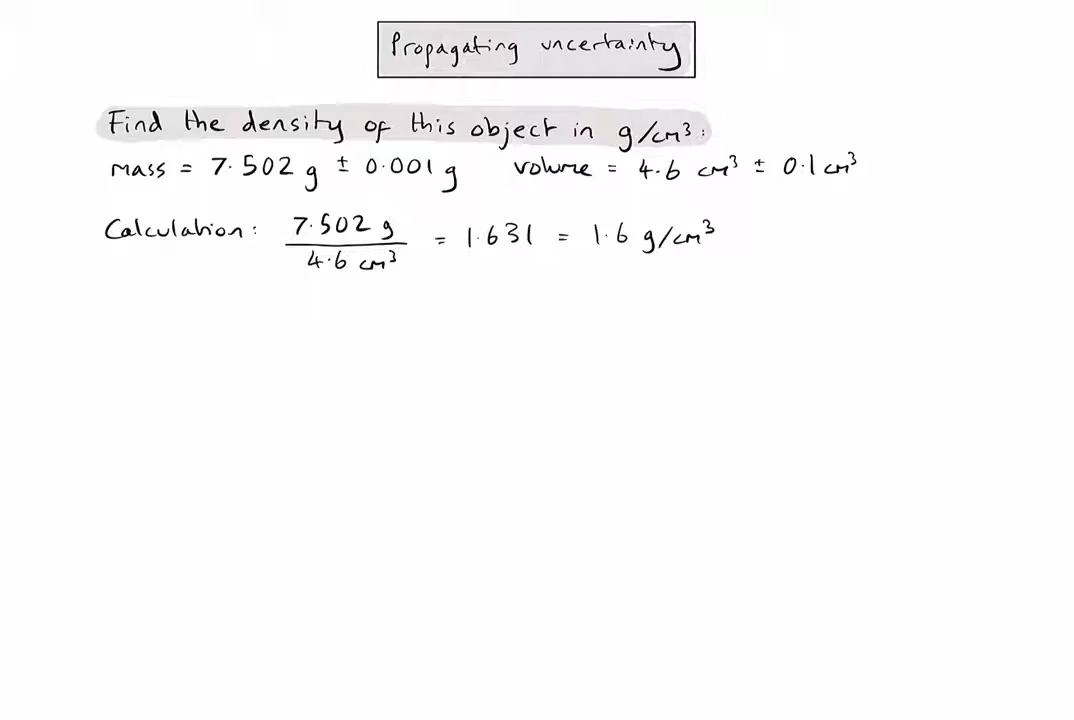 Propagating uncertainty
Find the density of this object in g/cm³:
mass = 7.502 g ± 0.001 g volume = 4.6 cm³ ± 0.1 cm³
Calculation: 7.502 g / 4.6 cm³ = 1.631 = 1.6 g/cm³